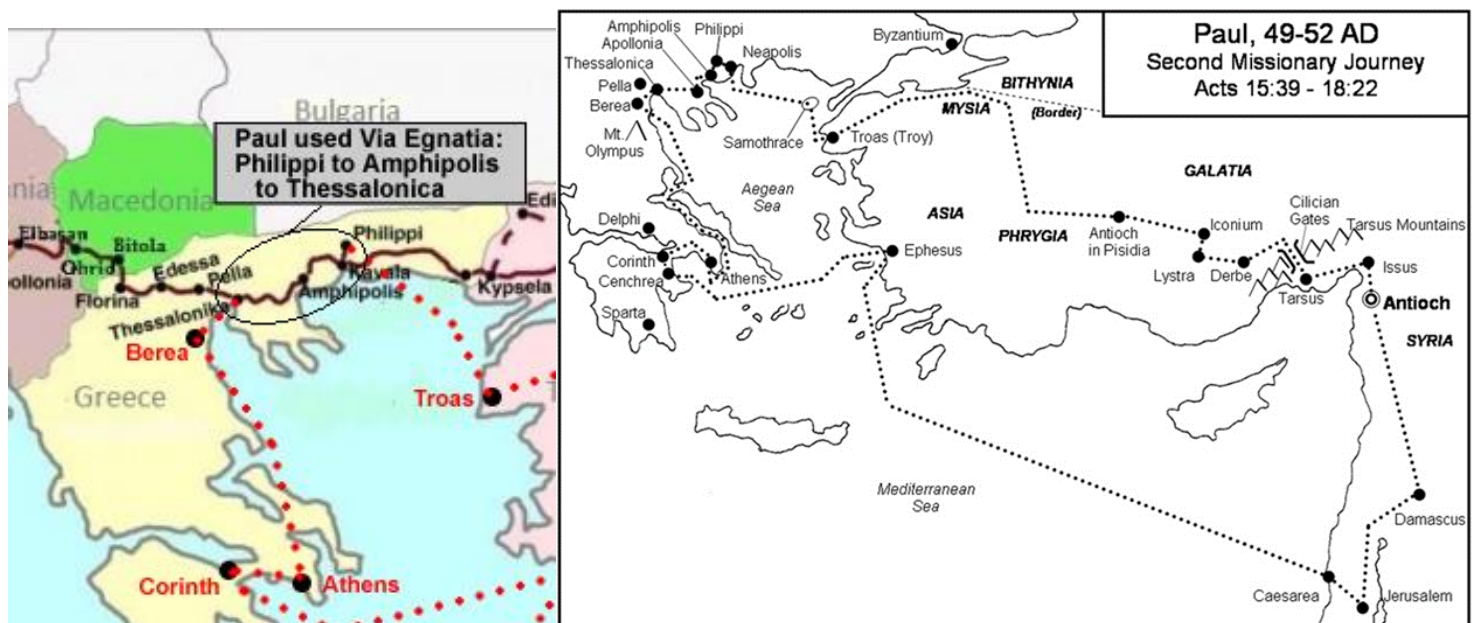 Bulgaria
Paul used Via Egnatia:
Philippi to Amphipolis
to Thessalonica
Macedonia
Elbasan
Ohrid
Bitola
Florina
Edessa
Pella
Thessalonika
Philippi
Kavala
Amphipolis
Kypsela
Berea
Greece
Troas
Corinth
Athens
Paul, 49-52 AD
Second Missionary Journey
Acts 15:39 - 18:22
Amphipolis
Philippi
Apollonia
Neapolis
Thessalonica
Pella
Berea
Mt.
Olympus
Byzantium
BITHYNIA
MYSIA
(Border)
Samothrace
Troas (Troy)
Aegean
Sea
GALATIA
ASIA
PHRYGIA
Cilician
Gates
Tarsus Mountains
Antioch
in Pisidia
Iconium
Lystra
Derbe
Tarsus
Issus
Antioch
SYRIA
Delphi
Corinth
Cenchrea
Athens
Sparta
Ephesus
Mediterranean
Sea
Damascus
Caesarea
Jerusalem